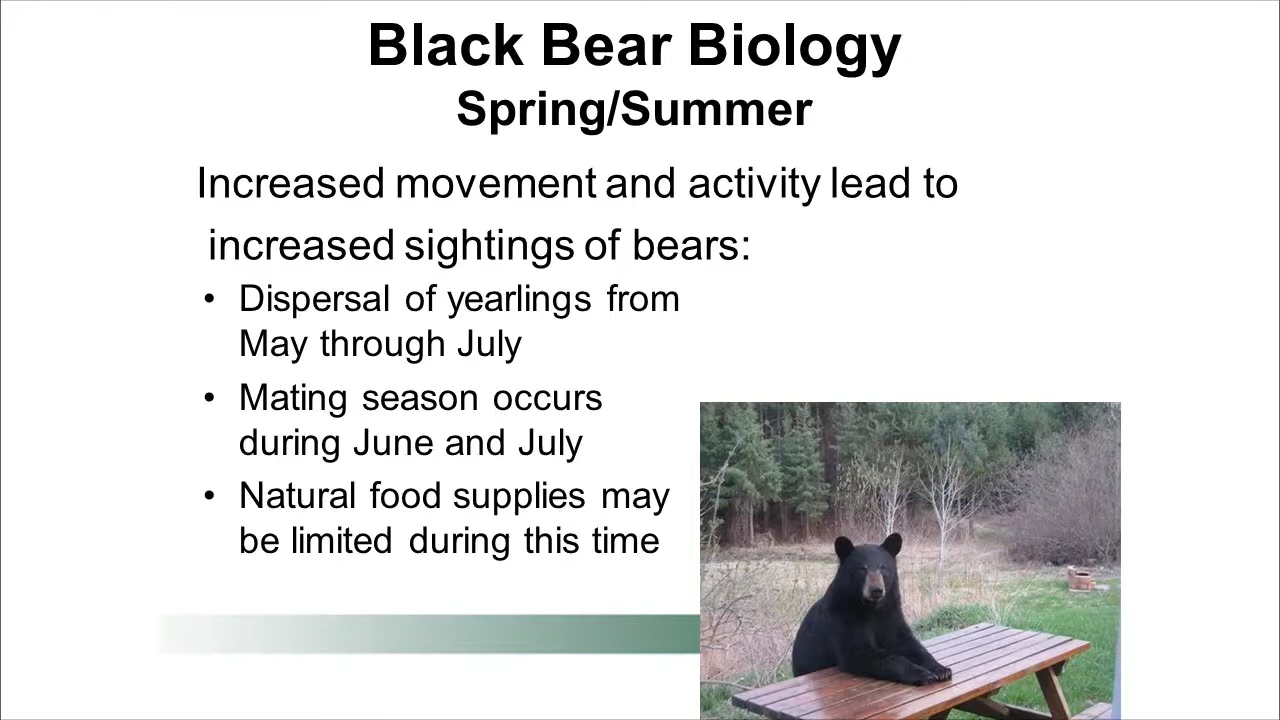 Black Bear Biology
Spring/Summer
Increased movement and activity lead to
increased sightings of bears:
• Dispersal of yearlings from
May through July
• Mating season occurs
during June and July
• Natural food supplies may
be limited during this time